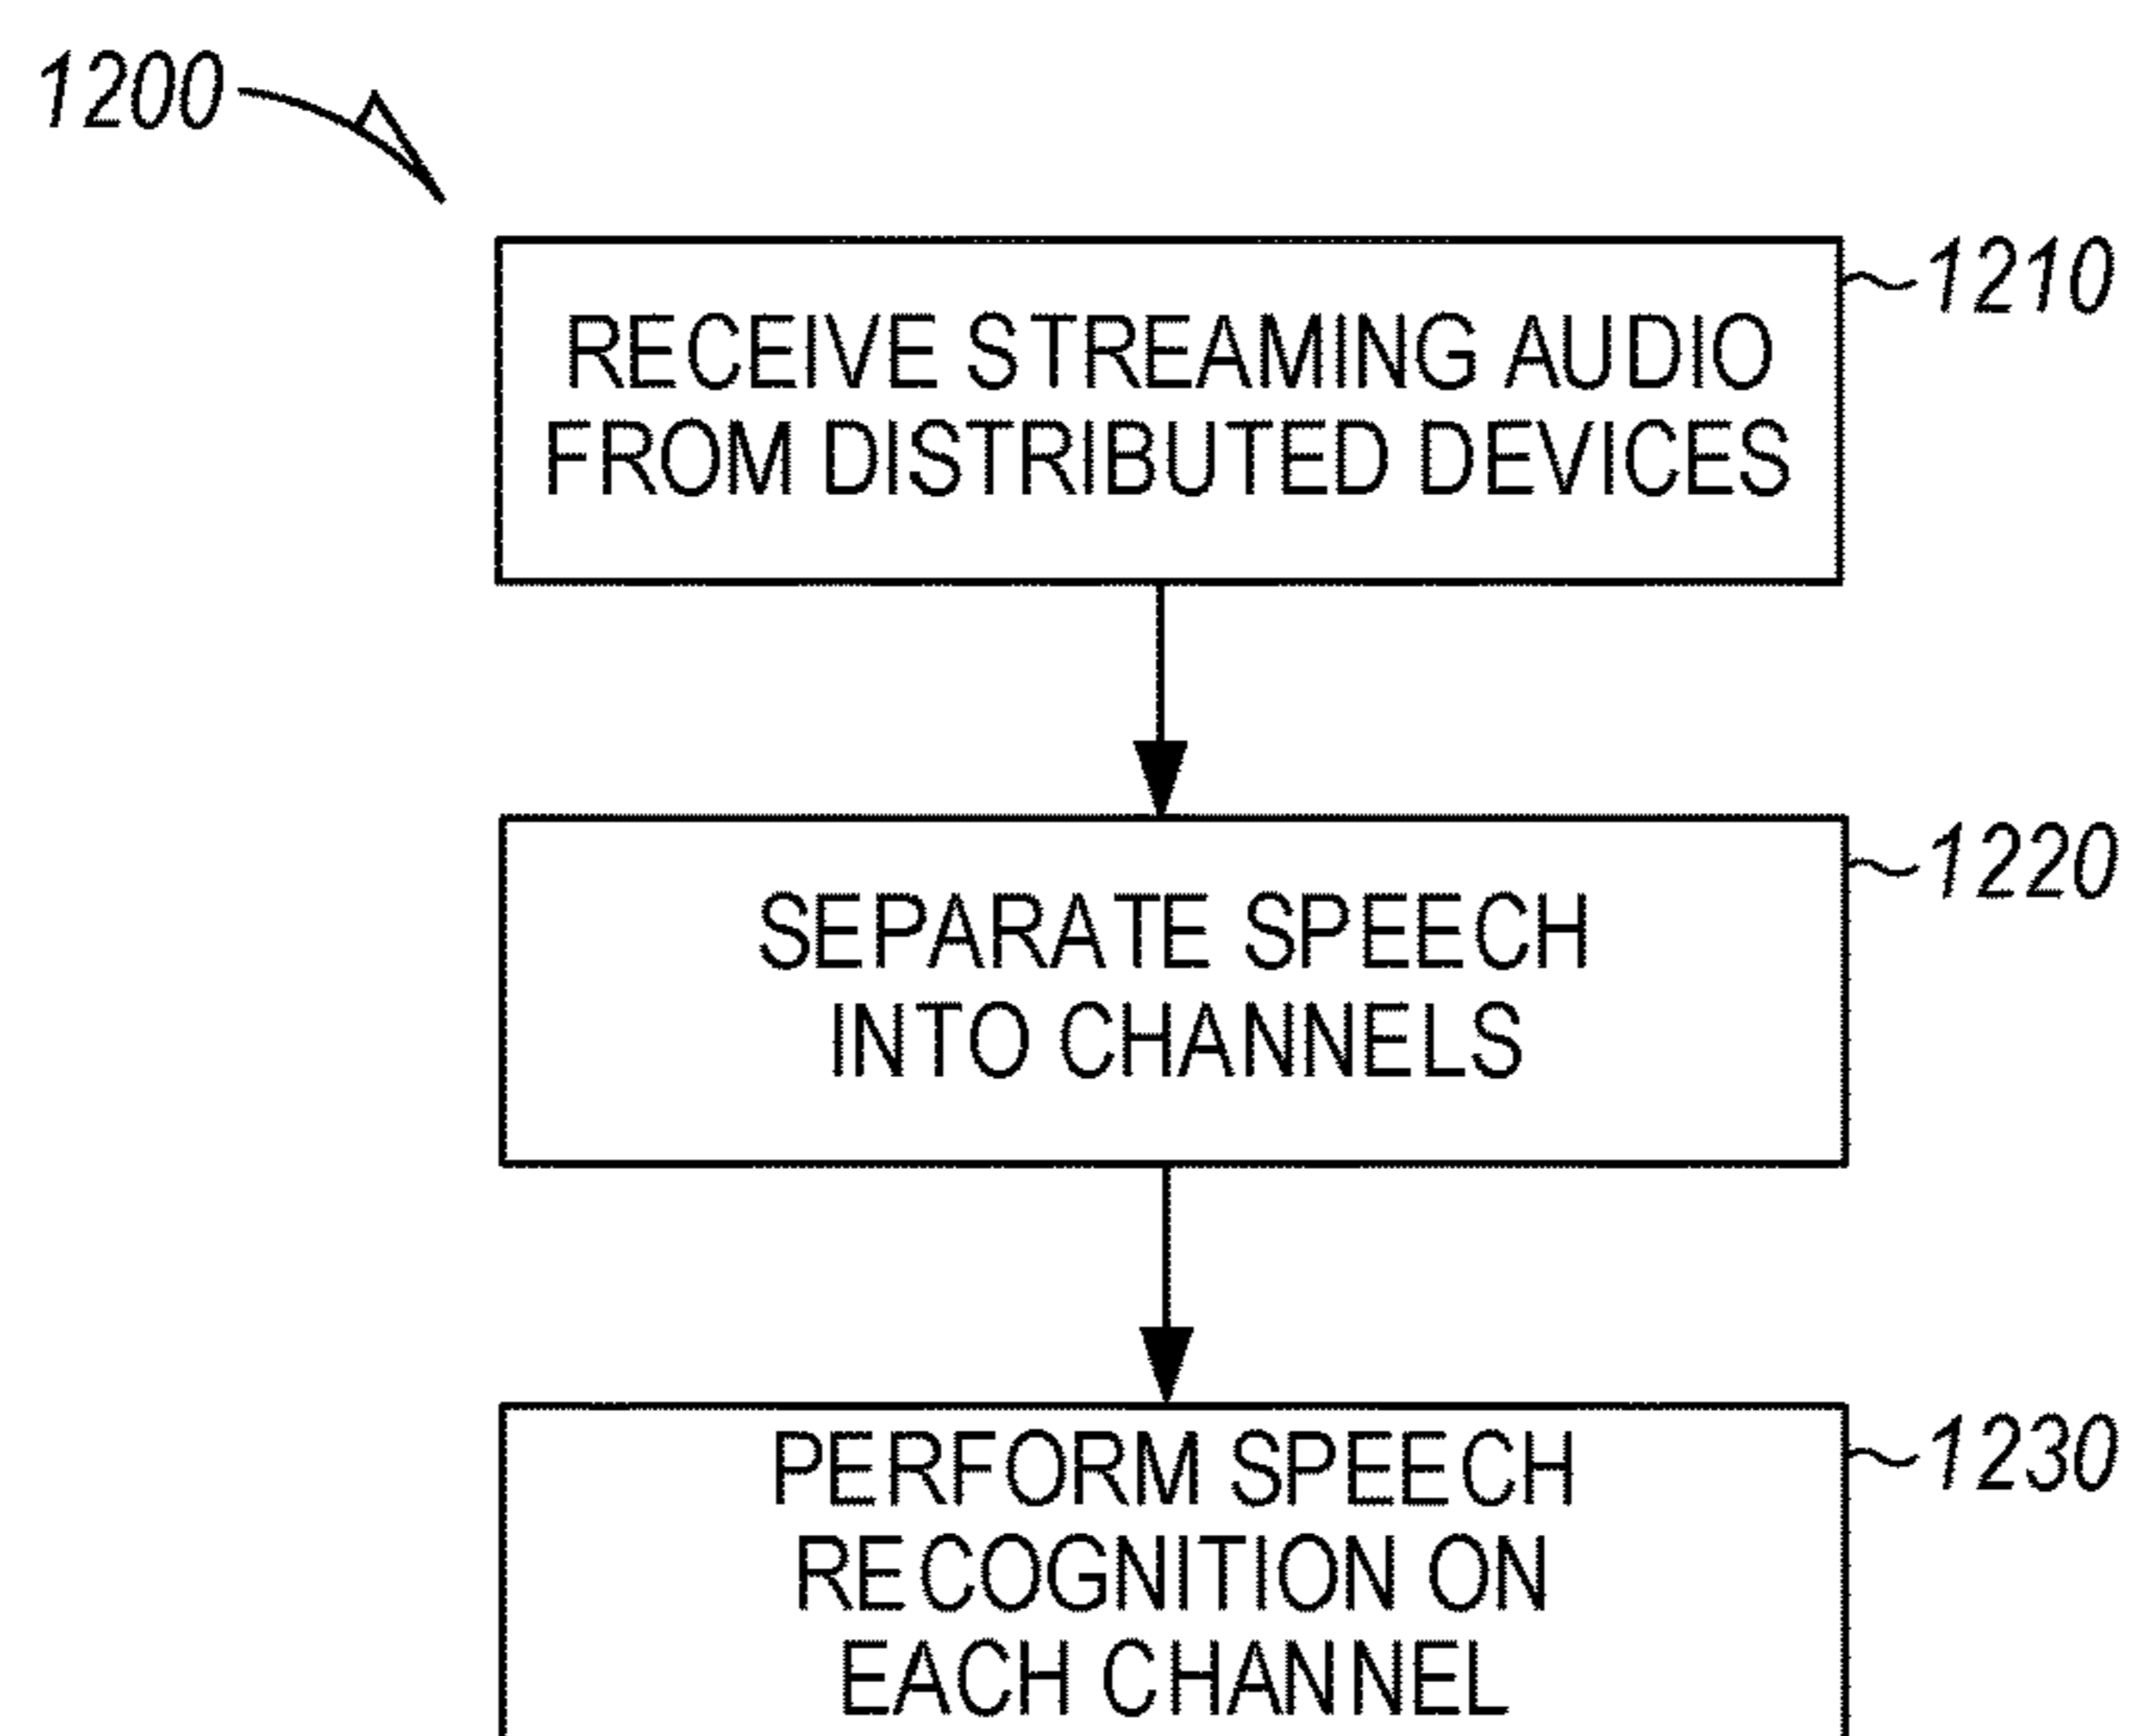 1200
1210
RECEIVE STREAMING AUDIO
FROM DISTRIBUTED DEVICES
1220
SEPARATE SPEECH
INTO CHANNELS
1230
PERFORM SPEECH
RECOGNITION ON
EACH CHANNEL